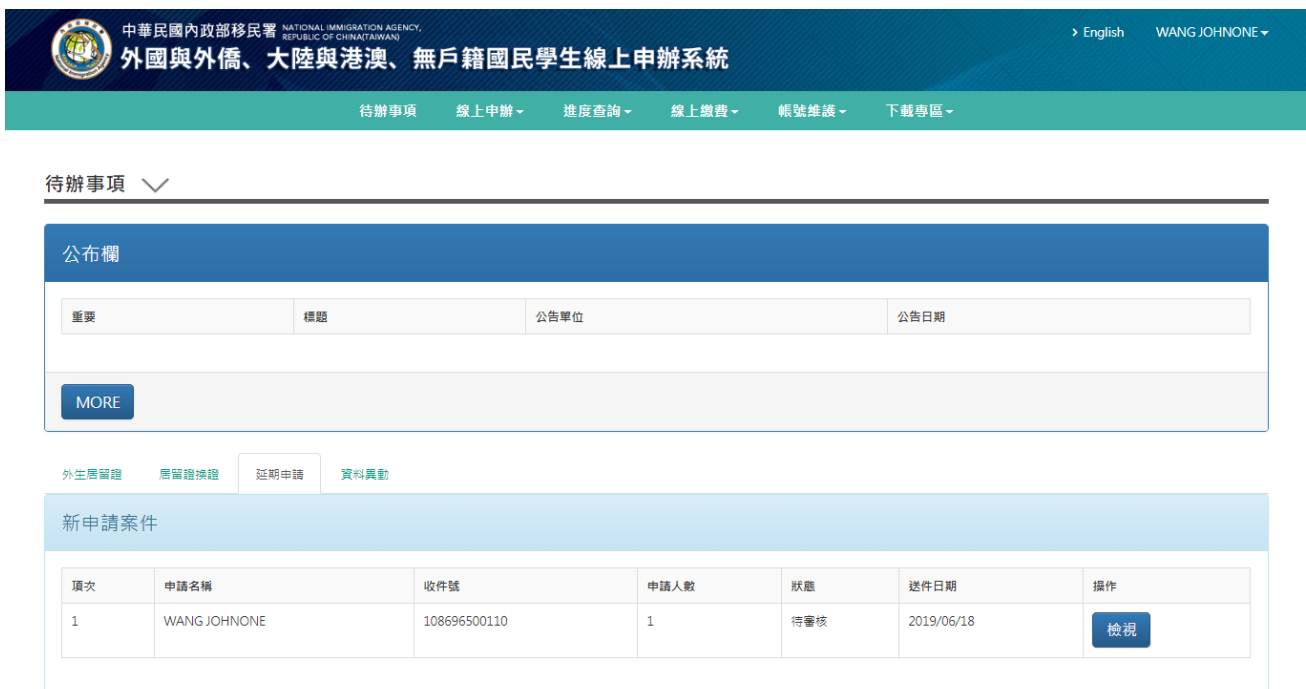 中華民國內政部移民署 NATIONAL IMMIGRATION AGENCY,
REPUBLIC OF CHINA(TAIWAN)
外國與外僑、大陸與港澳、無戶籍國民學生線上申辦系統
> English WANG JOHNONE
待辦事項 線上申辦 進度查詢 線上繳費 帳號維護 下載專區
待辦事項
公布欄
重要 標題 公告單位 公告日期
MORE
外生居留證 居留證換證 延期申請 資料異動
新申請案件
項次 申請名稱 收件號 申請人數 狀態 送件日期 操作
1 WANG JOHNONE 108696500110 1 待審核 2019/06/18 檢視